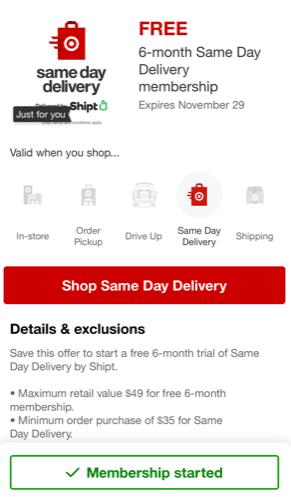 FREE
6-month Same Day
Delivery
membership
Expires November 29
same day
delivery
Delivered by Shipt
Just for you
Valid when you shop...
In-store
Order
Pickup
Drive Up
Same Day
Delivery
Shipping
Shop Same Day Delivery
Details & exclusions
Save this offer to start a free 6-month trial of Same
Day Delivery by Shipt.
• Maximum retail value $49 for free 6-month
membership.
• Minimum order purchase of $35 for Same
Day Delivery.
Membership started